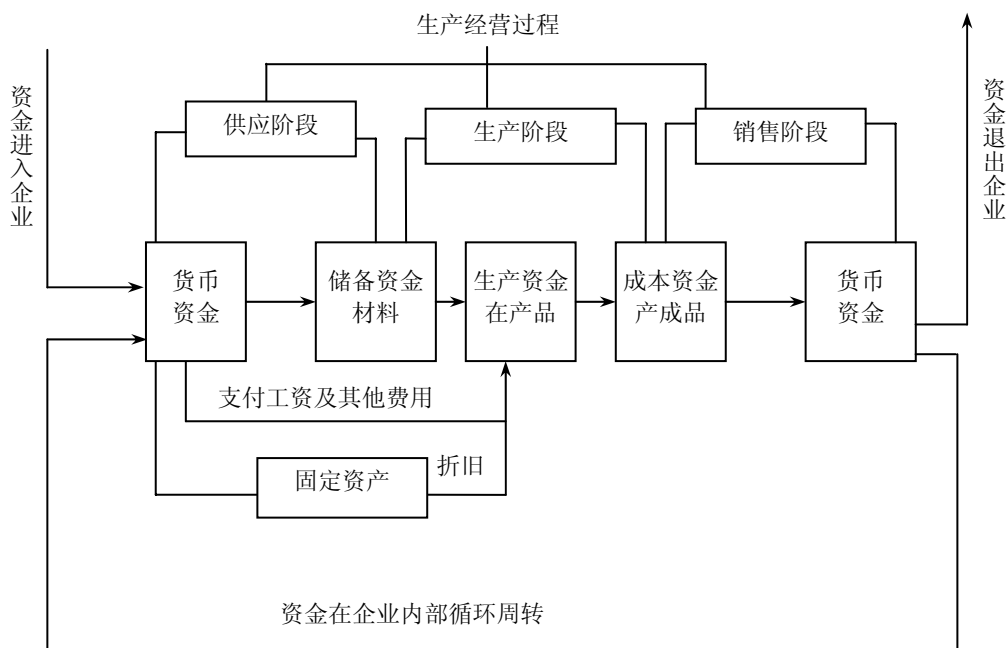 生产经营过程
资金进入企业
资金退出企业
供应阶段
生产阶段
销售阶段
货币
资金
储备资金
材料
生产资金
在产品
成本资金
产成品
货币
资金
支付工资及其他费用
折旧
固定资产
资金在企业内部循环周转